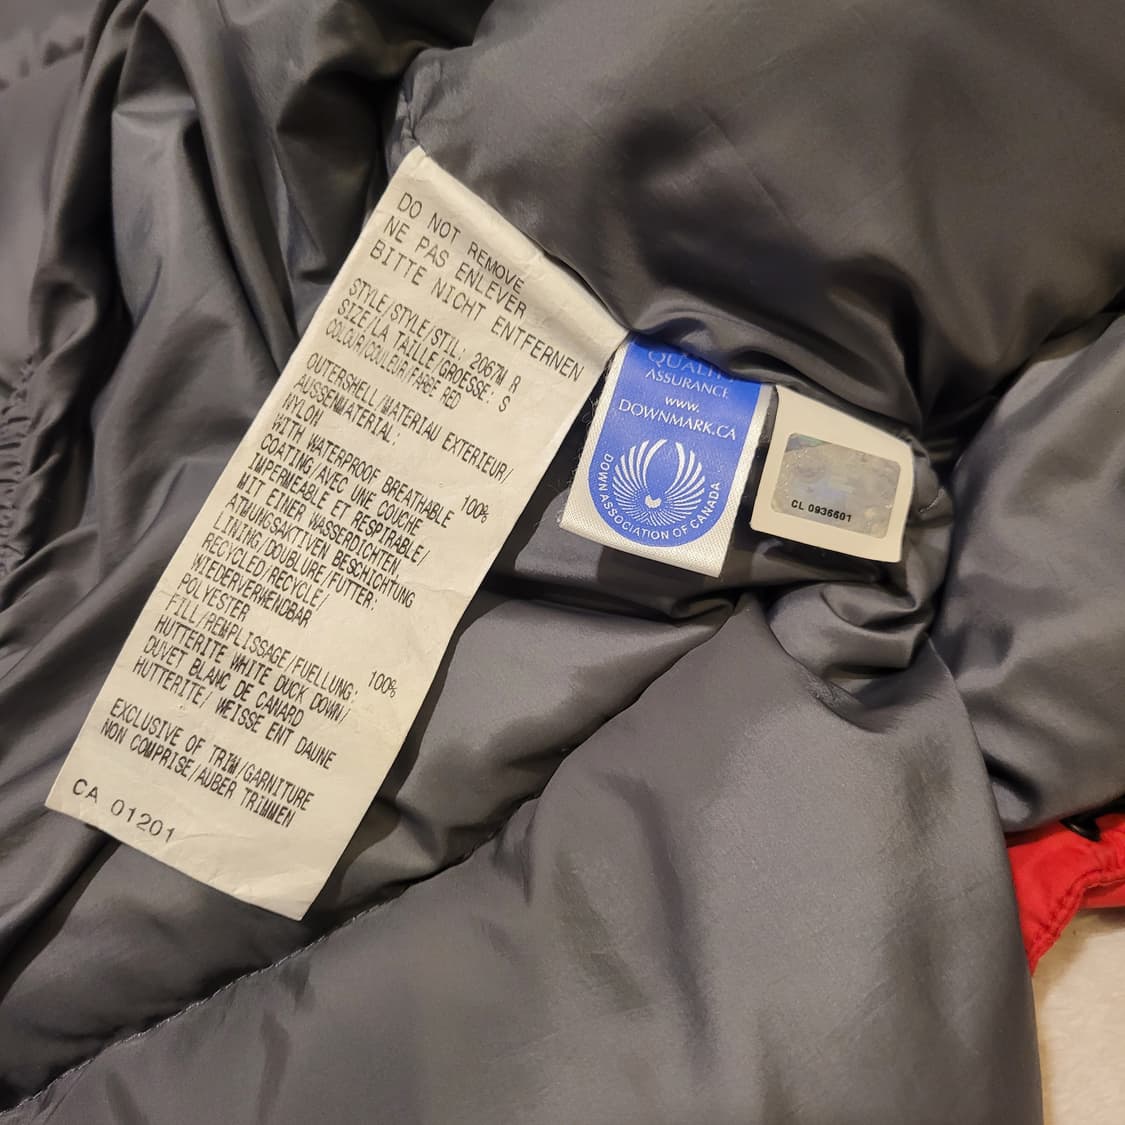 DO NOT REMOVE
NE PAS ENLEVER
BITTE NICHT ENTFERNEN
STYLE/STYLE/STIL: 2067M R
SIZE/LA TAILLE/GROESSE: S
COLOUR/COULEUR/FARBE RED
OUTERSHELL/MATERIAU EXTERIEUR/
AUSSENMATERIAL:
NYLON 100%
WITH WATERPROOF BREATHABLE
COATING/AVEC UNE COUCHE
IMPERMEABLE ET RESPIRABLE/
MIT EINER WASSERDICHTEN,
ATMUNGSAKTIVEN BESCHICHTUNG
LINING/DOUBLURE/FUTTER:
RECYCLED/RECYCLE/
WIEDERVERWENDBAR
POLYESTER 100%
FILL/REMPLISSAGE/FUELLUNG:
HUTTERITE WHITE DUCK DOWN/
DUVET BLANC DE CANARD
HUTTERITE/ WEISSE ENT DAUNE
EXCLUSIVE OF TRIM/GARNITURE
NON COMPRISE/AUBER TRIMMEN
CA 01201
QUALITY
ASSURANCE
www.
DOWNMARK.CA
DOWN ASSOCIATION OF CANADA
CL 0936601